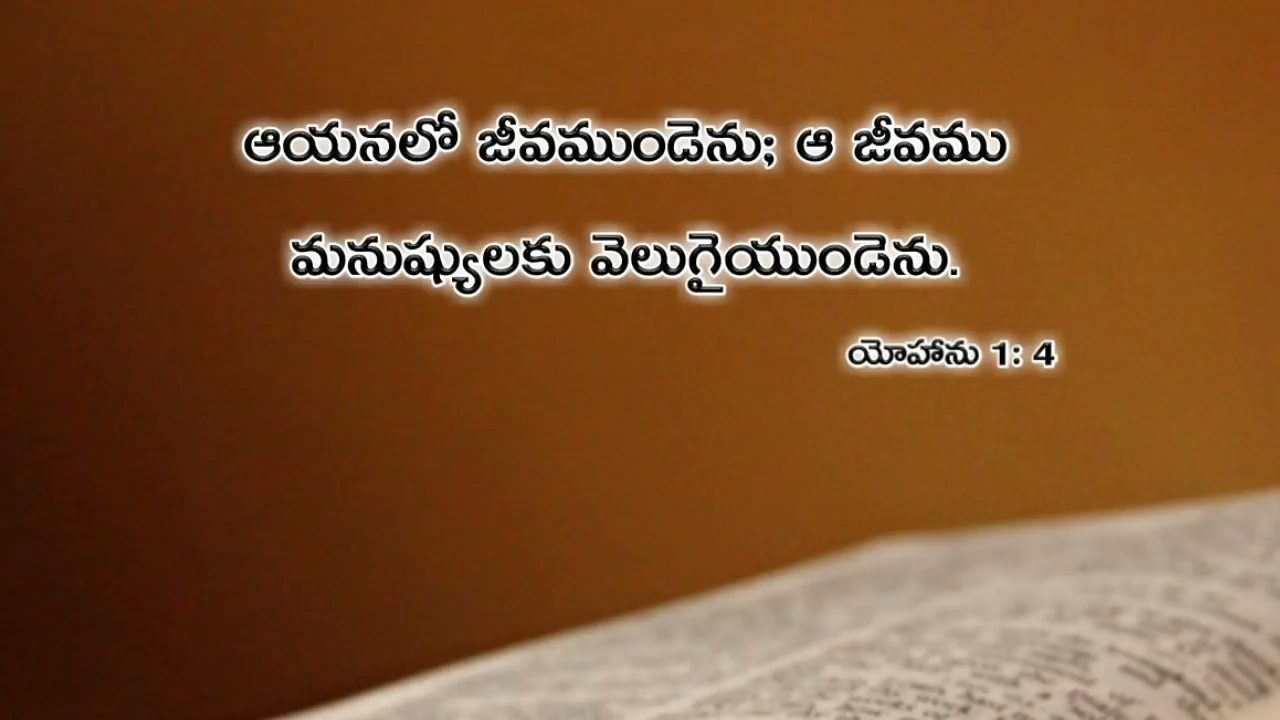 ఆయనలో జీవముండెను; ఆ జీవము
మనుష్యులకు వెలుగైయుండెను.
యోహాను 1: 4